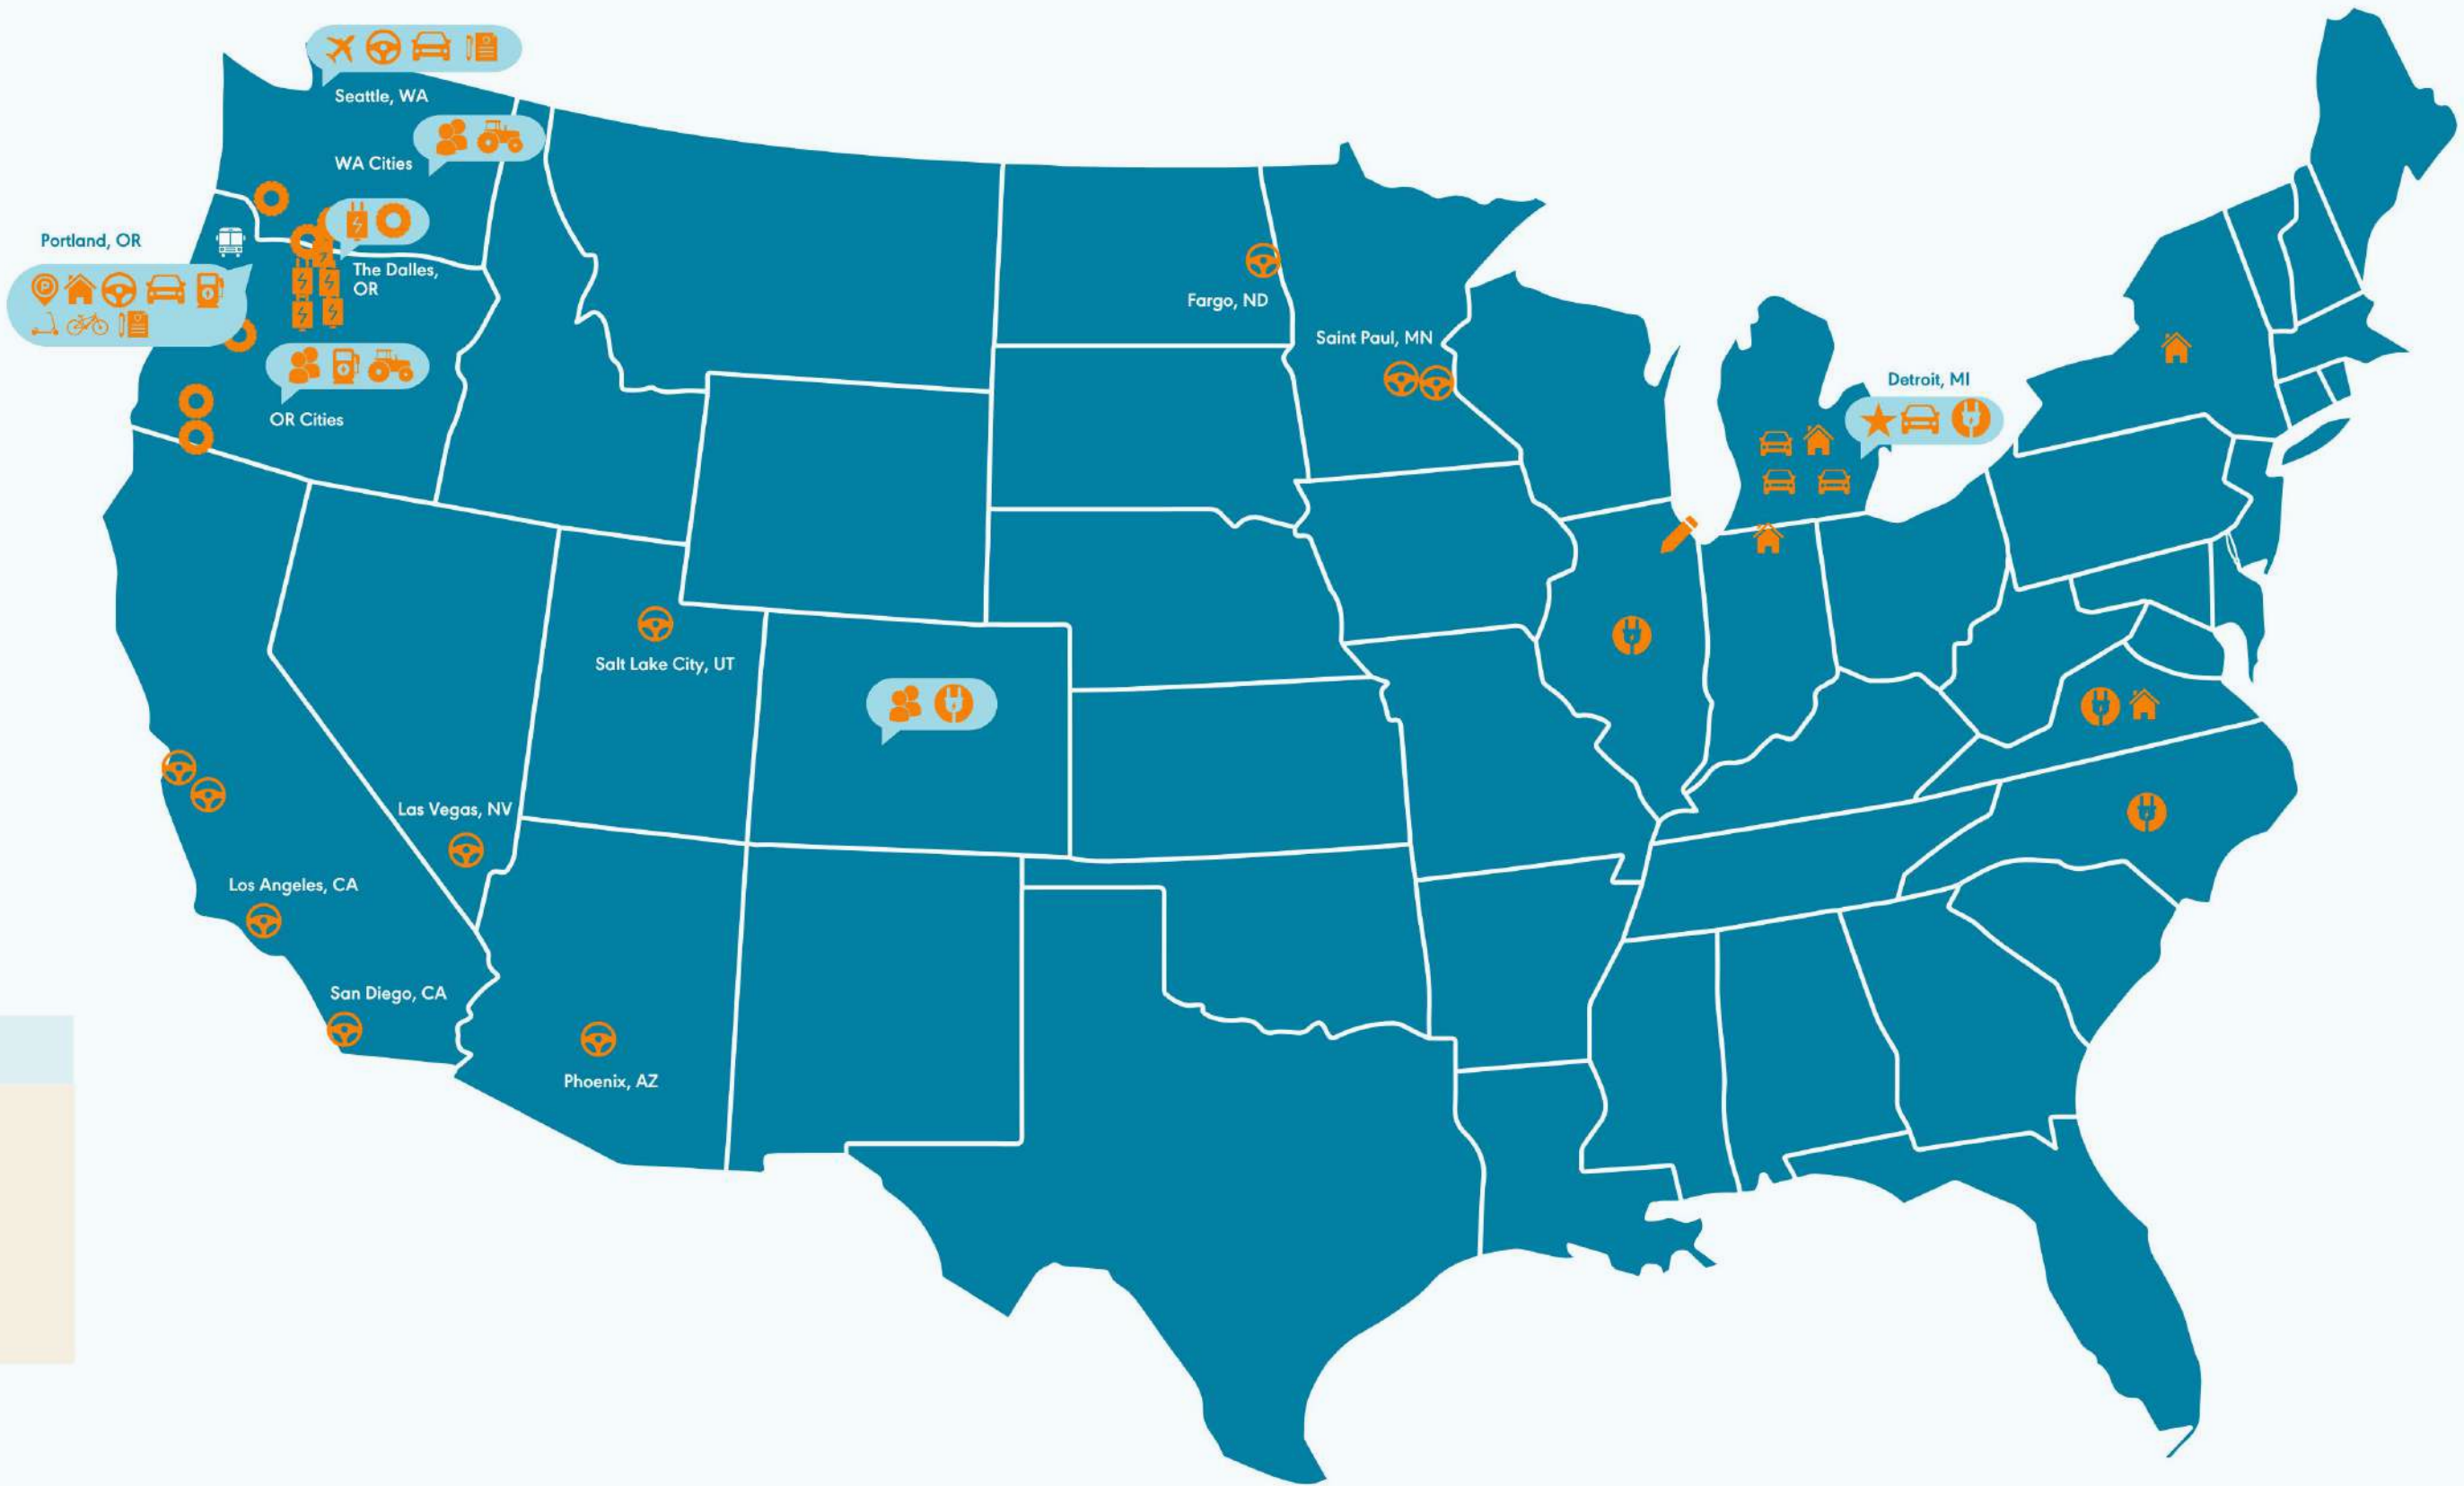 Seattle, WA
WA Cities
Portland, OR
The Dalles,
OR
OR Cities
Fargo, ND
Saint Paul, MN
Detroit, MI
Salt Lake City, UT
Las Vegas, NV
Los Angeles, CA
San Diego, CA
Phoenix, AZ
P